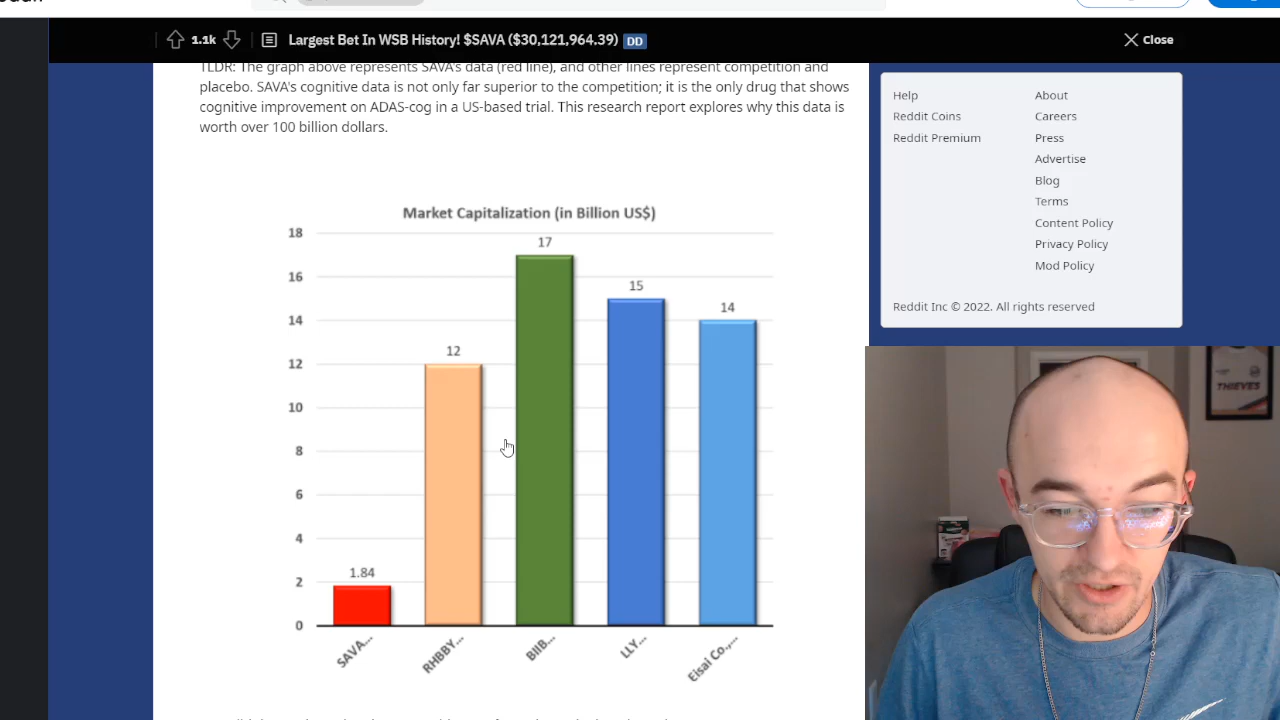 1.1k
Largest Bet In WSB History! $SAVA ($30,121,964.39) DD
Close
TLDR: The graph above represents SAVA's data (red line), and other lines represent competition and
placebo. SAVA's cognitive data is not only far superior to the competition; it is the only drug that shows
cognitive improvement on ADAS-cog in a US-based trial. This research report explores why this data is
worth over 100 billion dollars.
Market Capitalization (in Billion US$)
18
16
14
12
10
8
6
4
2
0
1.84
12
17
15
14
SAVA...
RHBBY...
BIIB...
LLY...
Eisai Co.,...
Help
About
Reddit Coins
Careers
Reddit Premium
Press
Advertise
Blog
Terms
Content Policy
Privacy Policy
Mod Policy
Reddit Inc © 2022. All rights reserved
THIEVES